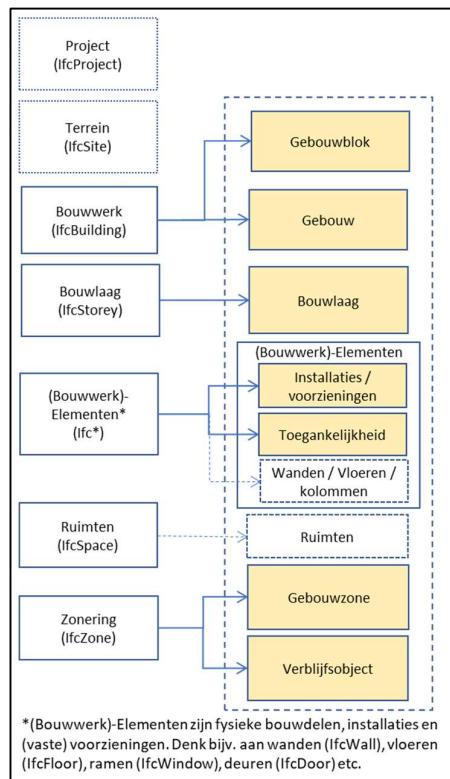 Project
(IfcProject)
Terrein
(IfcSite)
Gebouwblok
Bouwwerk
(IfcBuilding)
Gebouw
Bouwlaag
(IfcStorey)
Bouwlaag
(Bouwwerk)-Elementen
(Bouwwerk)-
Elementen*
(Ifc*)
Installaties /
voorzieningen
Toegankelijkheid
Wanden / Vloeren /
kolommen
Ruimten
(IfcSpace)
Ruimten
Zonering
(IfcZone)
Gebouwzone
Verblijfsobject
*(Bouwwerk)-Elementen zijn fysieke bouwdelen, installaties en
(vaste) voorzieningen. Denk bijv. aan wanden (IfcWall), vloeren
(IfcFloor), ramen (IfcWindow), deuren (IfcDoor) etc.